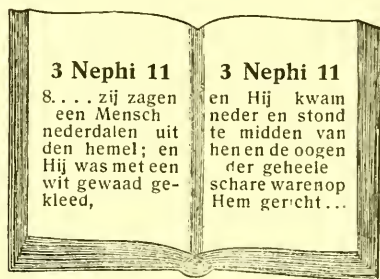 3 Nephi 11
8. . . . zij zagen
een Mensch
nederdalen uit
den hemel; en
Hij was met een
wit gewaad ge-
kleed,
3 Nephi 11
en Hij kwam
neder en stond
te midden van
hen en de oogen
der geheele
schare waren op
Hem gericht...